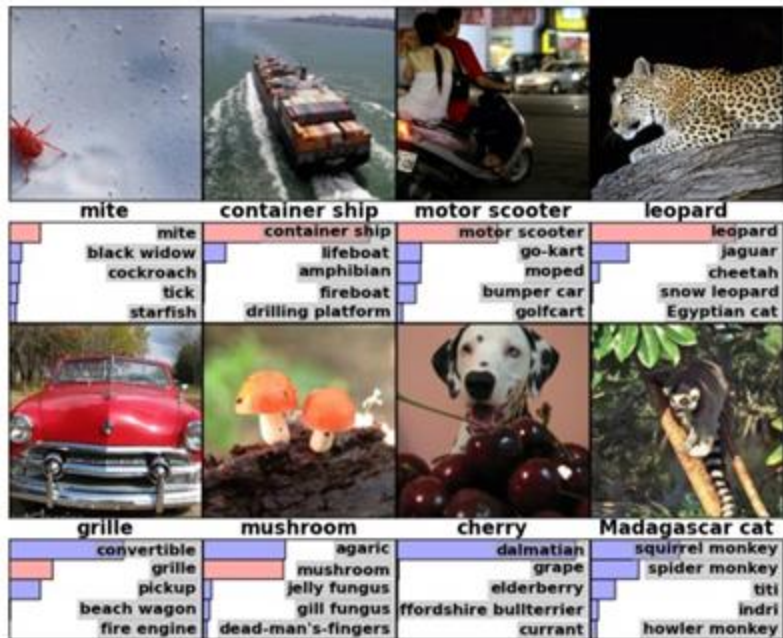 mite
container ship
motor scooter
leopard
mite
black widow
cockroach
tick
starfish
container ship
lifeboat
amphibian
fireboat
drilling platform
motor scooter
go-kart
moped
bumper car
golfcart
leopard
jaguar
cheetah
snow leopard
Egyptian cat
grille
mushroom
cherry
Madagascar cat
convertible
grille
pickup
beach wagon
fire engine
agaric
mushroom
jelly fungus
gill fungus
dead-man's-fingers
dalmatian
grape
elderberry
ffordshire bullterrier
currant
squirrel monkey
spider monkey
titi
indri
howler monkey